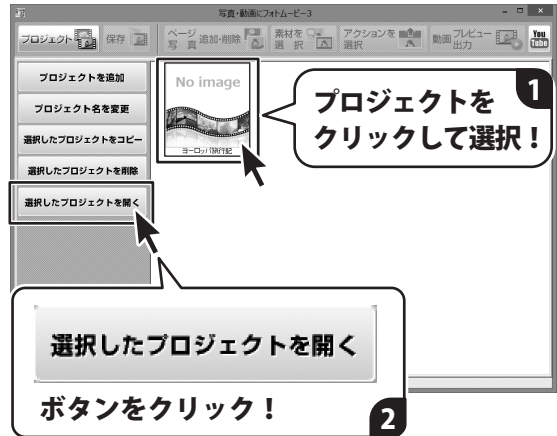 写真・動画にフォトムービー3
プロジェクト
保存
ページ
写 真
追加・削除
素材を
選 択
アクションを
選択
動画
プレビュー
出力
You
Tube
プロジェクトを追加
プロジェクト名を変更
選択したプロジェクトをコピー
選択したプロジェクトを削除
選択したプロジェクトを開く
No image
ヨーロッパ旅行記
プロジェクトを
クリックして選択！
1
選択したプロジェクトを開く
ボタンをクリック！
2